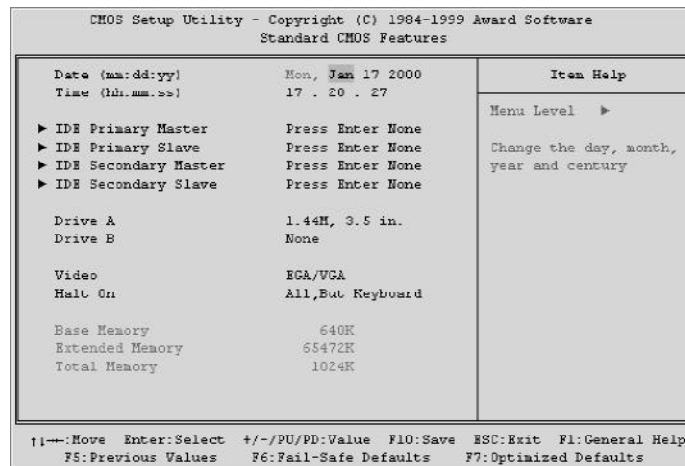 CMOS Setup Utility - Copyright (C) 1984-1999 Award Software
Standard CMOS Features
Date (mm:dd:yy) Mon, Jan 17 2000
Time (hh.mm.ss) 17 . 20 . 27
IDE Primary Master Press Enter None
IDE Primary Slave Press Enter None
IDE Secondary Master Press Enter None
IDE Secondary Slave Press Enter None
Drive A 1.44M, 3.5 in.
Drive B None
Video EGA/VGA
Halt On All,But Keyboard
Base Memory 640K
Extended Memory 65472K
Total Memory 1024K
Item Help
Menu Level ▶
Change the day, month,
year and century
↑↓→←:Move Enter:Select +/-/PU/PD:Value F10:Save ESC:Exit F1:General Help
F5:Previous Values F6:Fail-Safe Defaults F7:Optimized Defaults